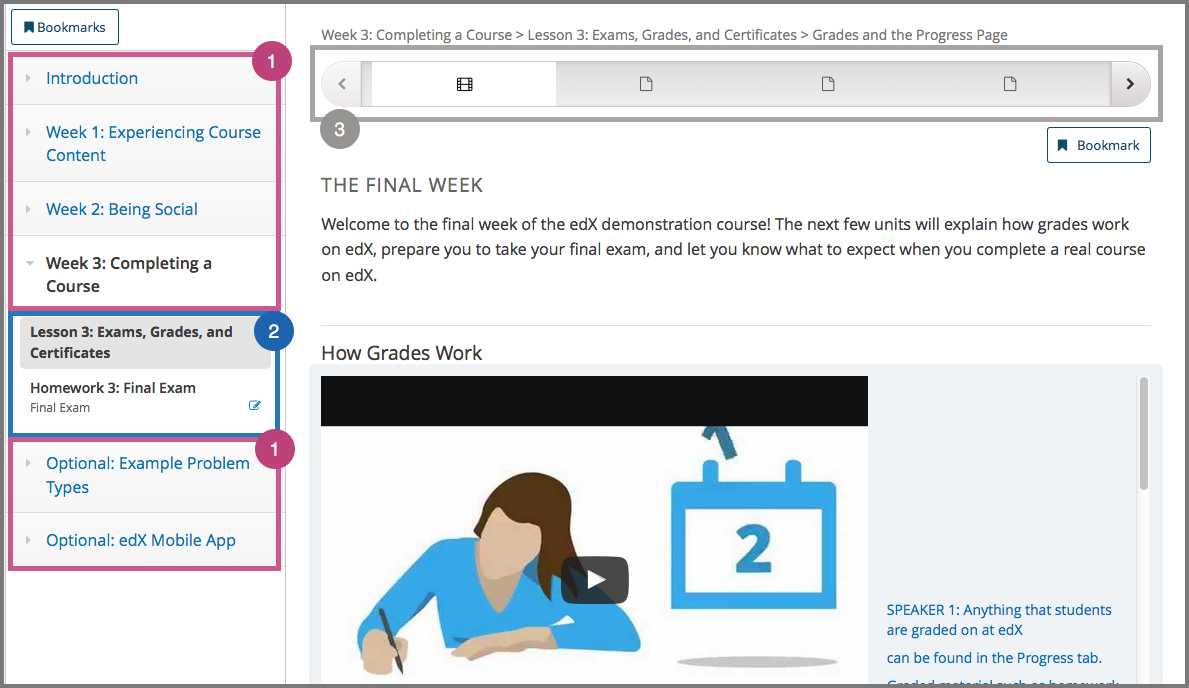 Bookmarks
1
Introduction
Week 1: Experiencing Course
Content
Week 2: Being Social
Week 3: Completing a
Course
2
Lesson 3: Exams, Grades, and
Certificates
Homework 3: Final Exam
Final Exam
1
Optional: Example Problem
Types
Optional: edX Mobile App
Week 3: Completing a Course > Lesson 3: Exams, Grades, and Certificates > Grades and the Progress Page
3
Bookmark
THE FINAL WEEK
Welcome to the final week of the edX demonstration course! The next few units will explain how grades work
on edX, prepare you to take your final exam, and let you know what to expect when you complete a real course
on edX.
How Grades Work
1
2
SPEAKER 1: Anything that students
are graded on at edX
can be found in the Progress tab.
Graded material such as homework